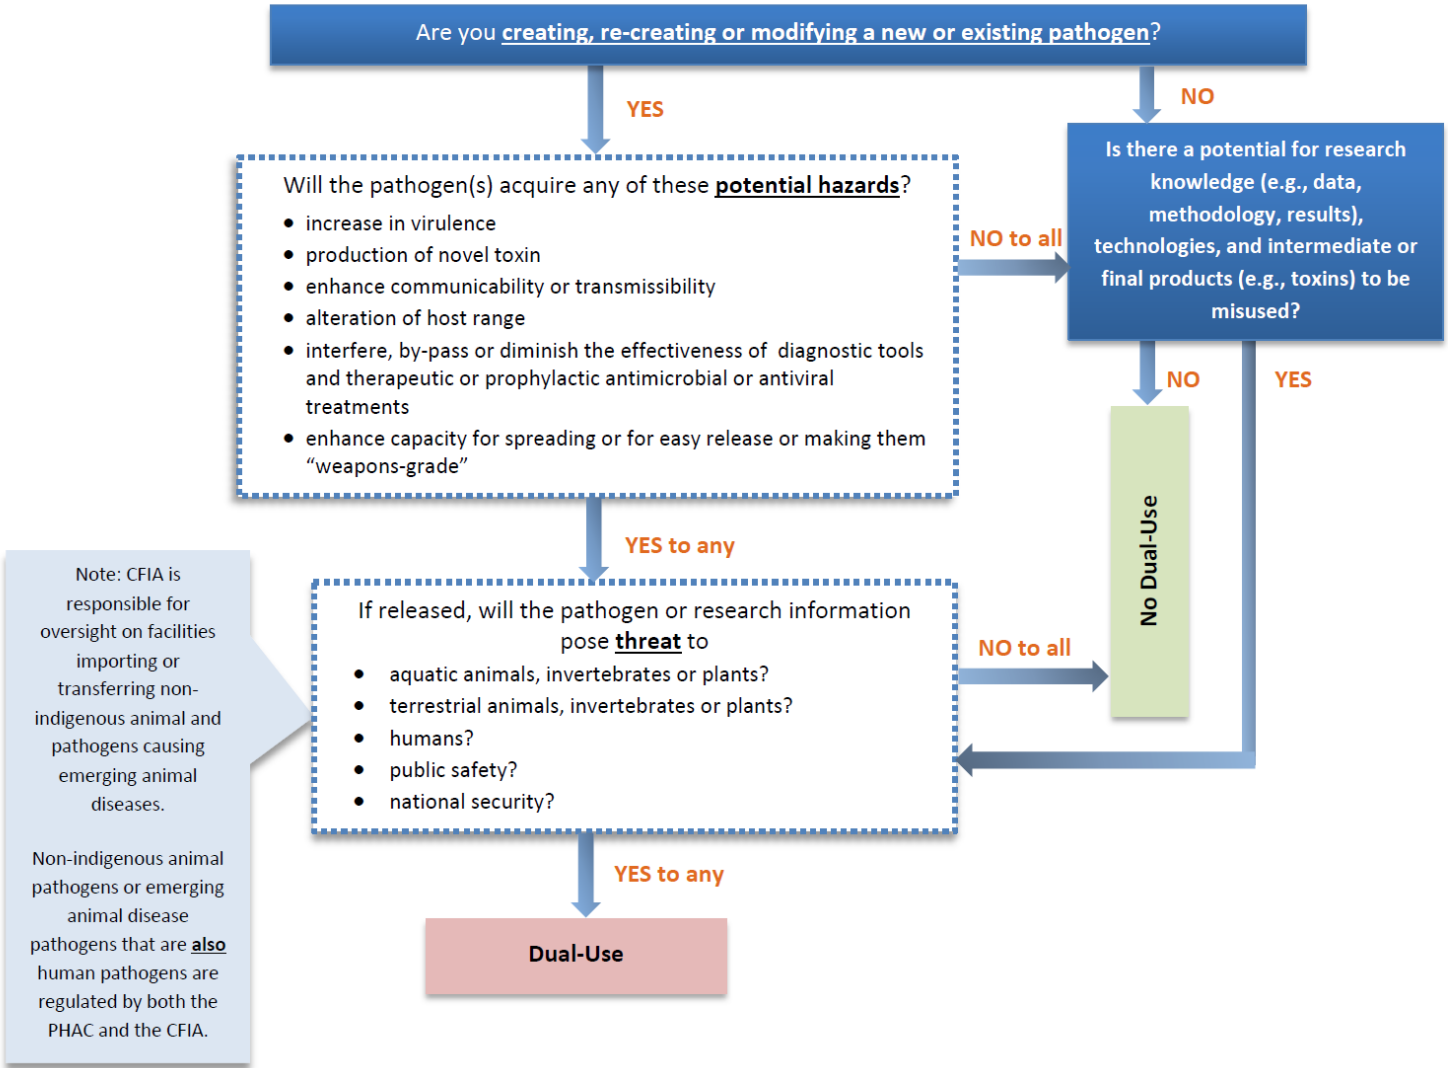 Are you creating, re-creating or modifying a new or existing pathogen?
YES
NO
Will the pathogen(s) acquire any of these potential hazards?
• increase in virulence
• production of novel toxin
• enhance communicability or transmissibility
• alteration of host range
• interfere, by-pass or diminish the effectiveness of diagnostic tools
and therapeutic or prophylactic antimicrobial or antiviral
treatments
• enhance capacity for spreading or for easy release or making them
“weapons-grade”
NO to all
Is there a potential for research
knowledge (e.g., data,
methodology, results),
technologies, and intermediate or
final products (e.g., toxins) to be
misused?
NO
YES
No Dual-Use
YES to any
If released, will the pathogen or research information
pose threat to
• aquatic animals, invertebrates or plants?
• terrestrial animals, invertebrates or plants?
• humans?
• public safety?
• national security?
NO to all
Note: CFIA is
responsible for
oversight on facilities
importing or
transferring non-
indigenous animal and
pathogens causing
emerging animal
diseases.
Non-indigenous animal
pathogens or emerging
animal disease
pathogens that are also
human pathogens are
regulated by both the
PHAC and the CFIA.
YES to any
Dual-Use